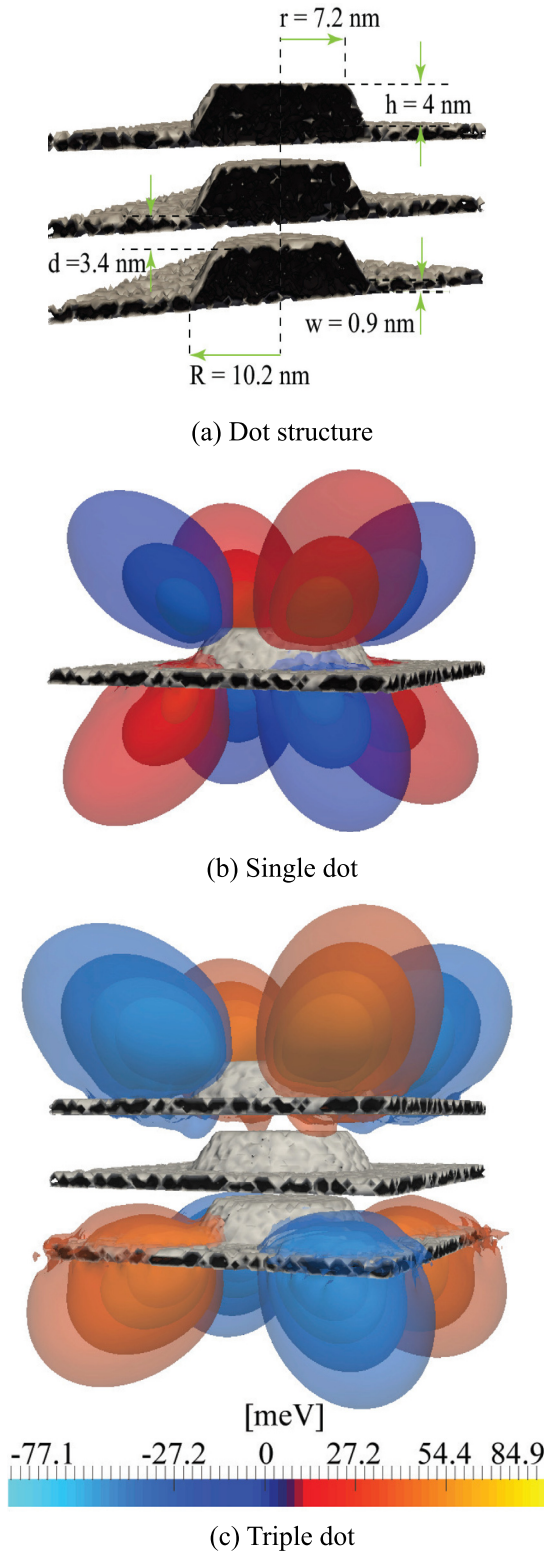 r = 7.2 nm
h = 4 nm
d =3.4 nm
w = 0.9 nm
R = 10.2 nm
(a) Dot structure
(b) Single dot
[meV]
-77.1 -27.2 0 27.2 54.4 84.9
(c) Triple dot